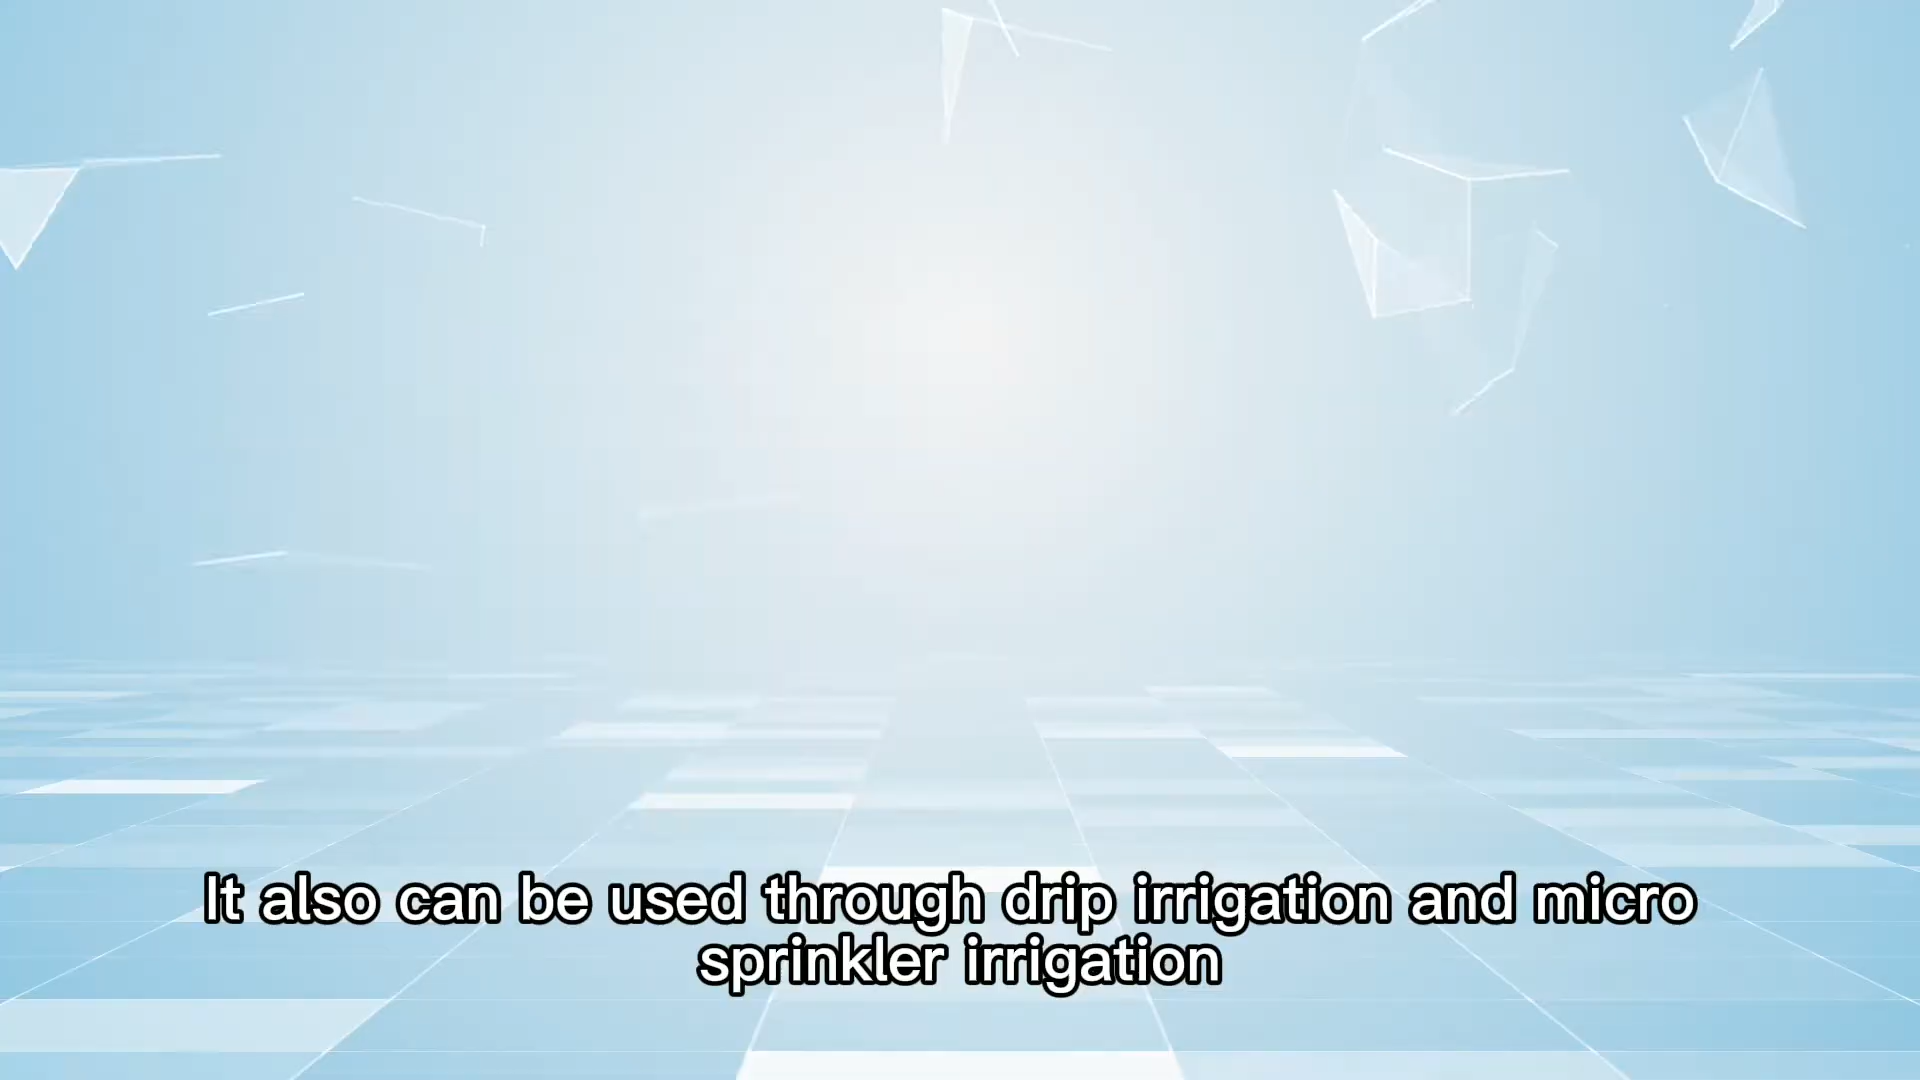 It also can be used through drip irrigation and micro
sprinkler irrigation